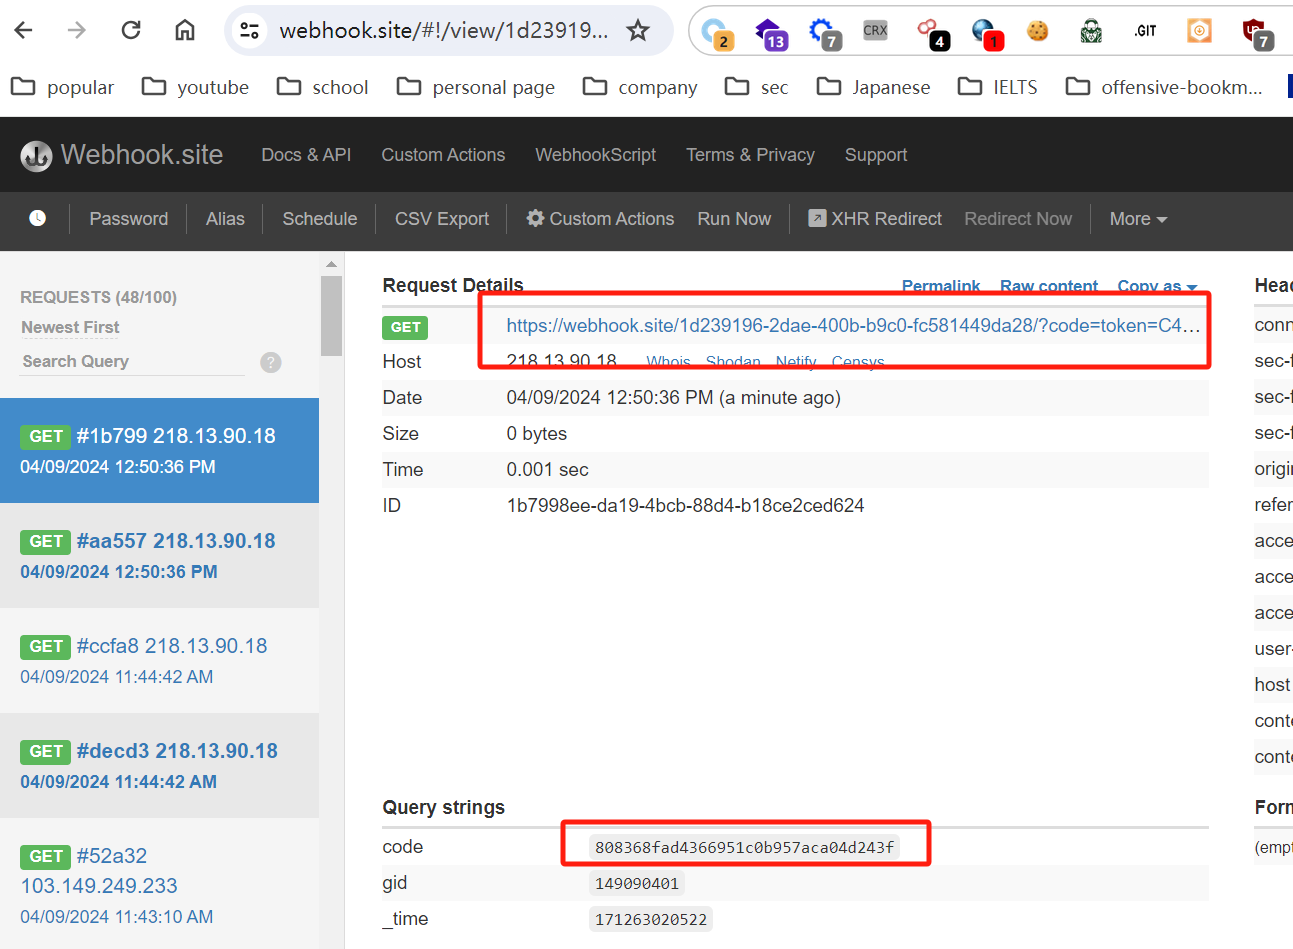 webhook.site/#!/view/1d23919...
2
13
7
CRX
4
1
.GIT
7
popular youtube school personal page company sec Japanese IELTS offensive-bookm...
Webhook.site Docs & API Custom Actions WebhookScript Terms & Privacy Support
Password Alias Schedule CSV Export Custom Actions Run Now XHR Redirect Redirect Now More
REQUESTS (48/100)
Newest First
Search Query ?
GET #1b799 218.13.90.18
04/09/2024 12:50:36 PM
GET #aa557 218.13.90.18
04/09/2024 12:50:36 PM
GET #ccfa8 218.13.90.18
04/09/2024 11:44:42 AM
GET #decd3 218.13.90.18
04/09/2024 11:44:42 AM
GET #52a32
103.149.249.233
04/09/2024 11:43:10 AM
Request Details Permalink Raw content Copy as
GET https://webhook.site/1d239196-2dae-400b-b9c0-fc581449da28/?code=token=C4...
Host 218.13.90.18 Whois Shodan Netify Censys
Date 04/09/2024 12:50:36 PM (a minute ago)
Size 0 bytes
Time 0.001 sec
ID 1b7998ee-da19-4bcb-88d4-b18ce2ced624
Query strings
code 808368fad4366951c0b957aca04d243f
gid 149090401
_time 171263020522
Head
conn
sec-f
sec-f
sec-f
origi
refer
acce
acce
acce
user-
host
conte
conte
Forn
(empt